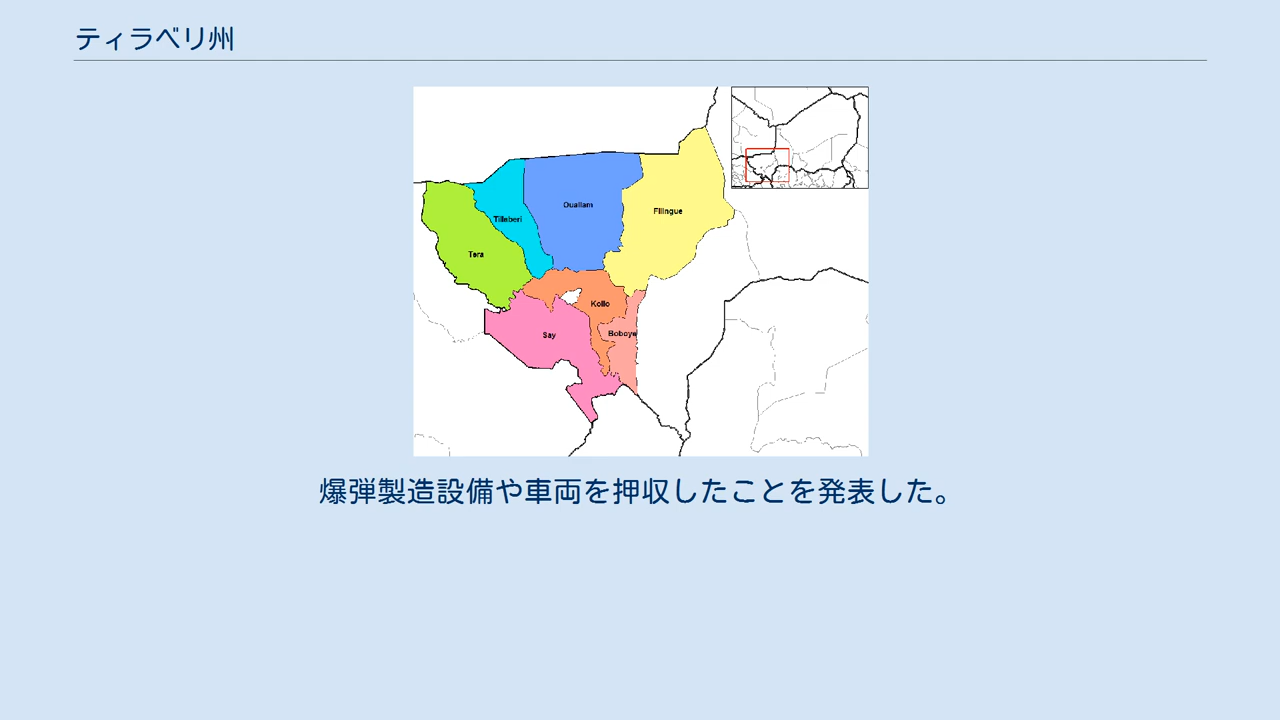 ティラベリ州
Filingue
Ouallam
Tilleberi
Tera
Kollo
Say
Boboye
爆弾製造設備や車両を押収したことを発表した。